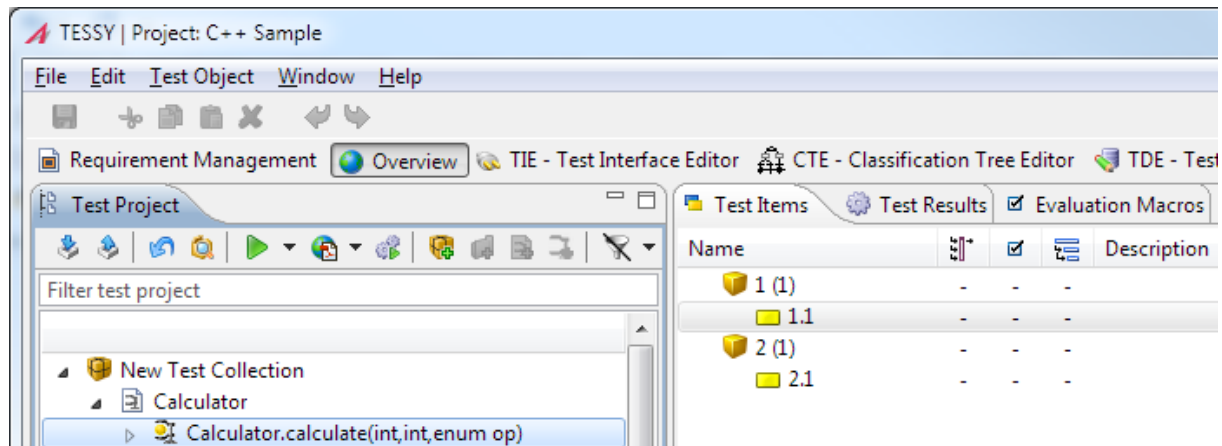 TESSY | Project: C++ Sample
File Edit Test Object Window Help
Requirement Management Overview TIE - Test Interface Editor CTE - Classification Tree Editor TDE - Test
Test Project
Filter test project
New Test Collection
Calculator
Calculator.calculate(int,int,enum op)
Test Items Test Results Evaluation Macros
Name Description
1 (1) - - -
1.1 - - -
2 (1) - - -
2.1 - - -